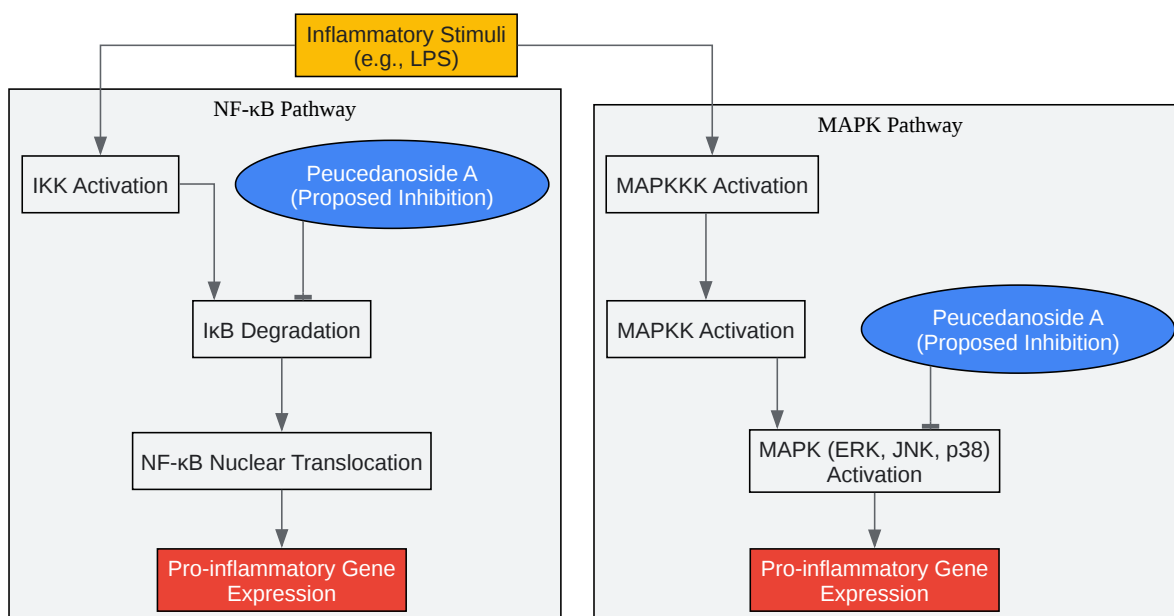 Inflammatory Stimuli
(e.g., LPS)
NF-κB Pathway
IKK Activation
Peucedanoside A
(Proposed Inhibition)
IκB Degradation
NF-κB Nuclear Translocation
Pro-inflammatory Gene
Expression
MAPK Pathway
MAPKKK Activation
MAPKK Activation
Peucedanoside A
(Proposed Inhibition)
MAPK (ERK, JNK, p38)
Activation
Pro-inflammatory Gene
Expression